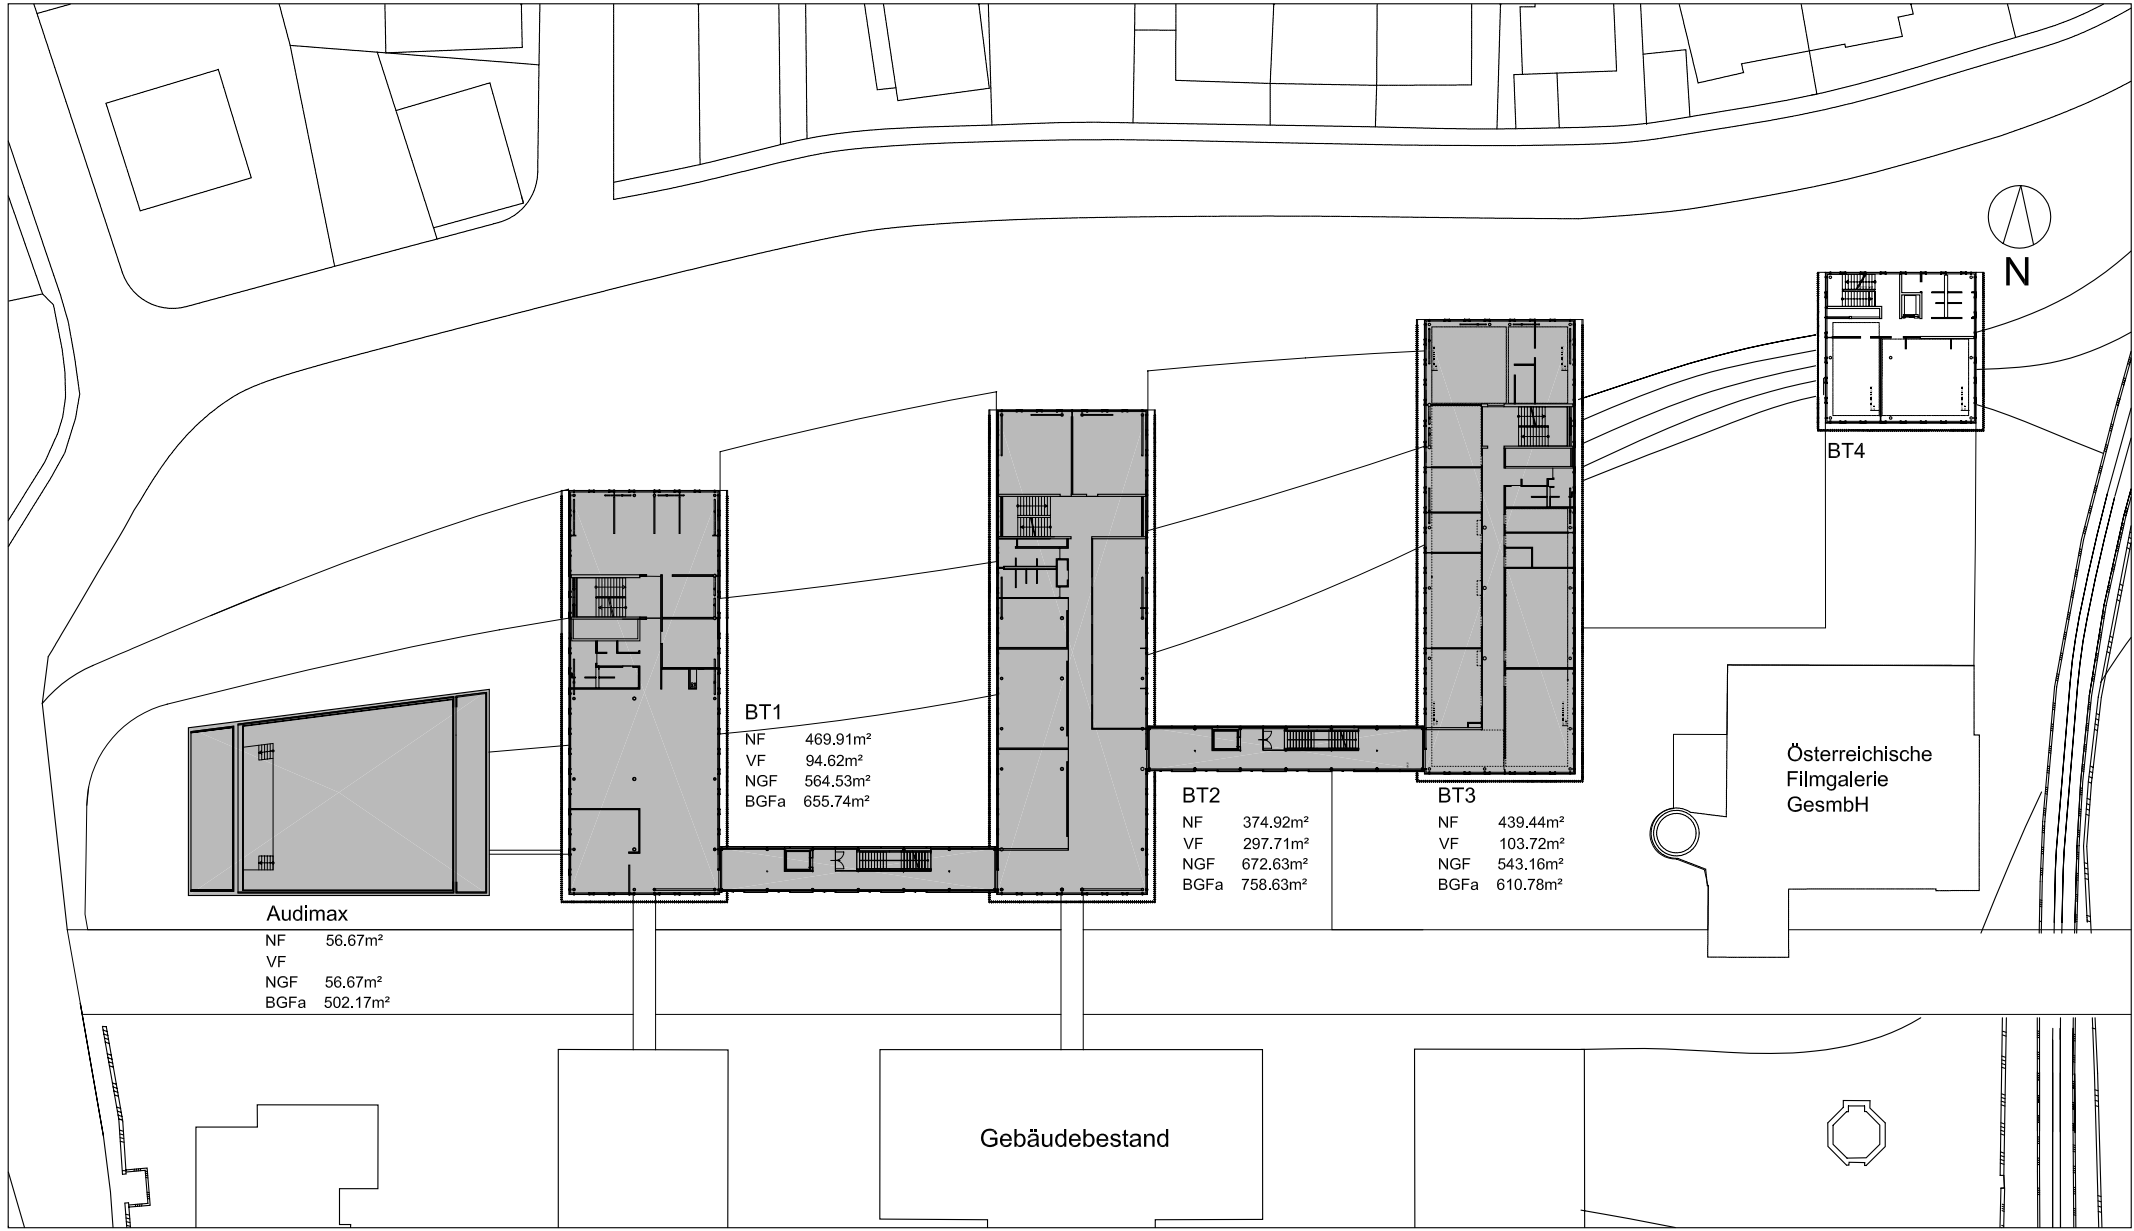 N
BT4
BT1
NF 469.91m²
VF 94.62m²
NGF 564.53m²
BGFa 655.74m²
Österreichische
Filmgalerie
GesmbH
BT2
NF 374.92m²
VF 297.71m²
NGF 672.63m²
BGFa 758.63m²
BT3
NF 439.44m²
VF 103.72m²
NGF 543.16m²
BGFa 610.78m²
Audimax
NF 56.67m²
VF
NGF 56.67m²
BGFa 502.17m²
Gebäudebestand